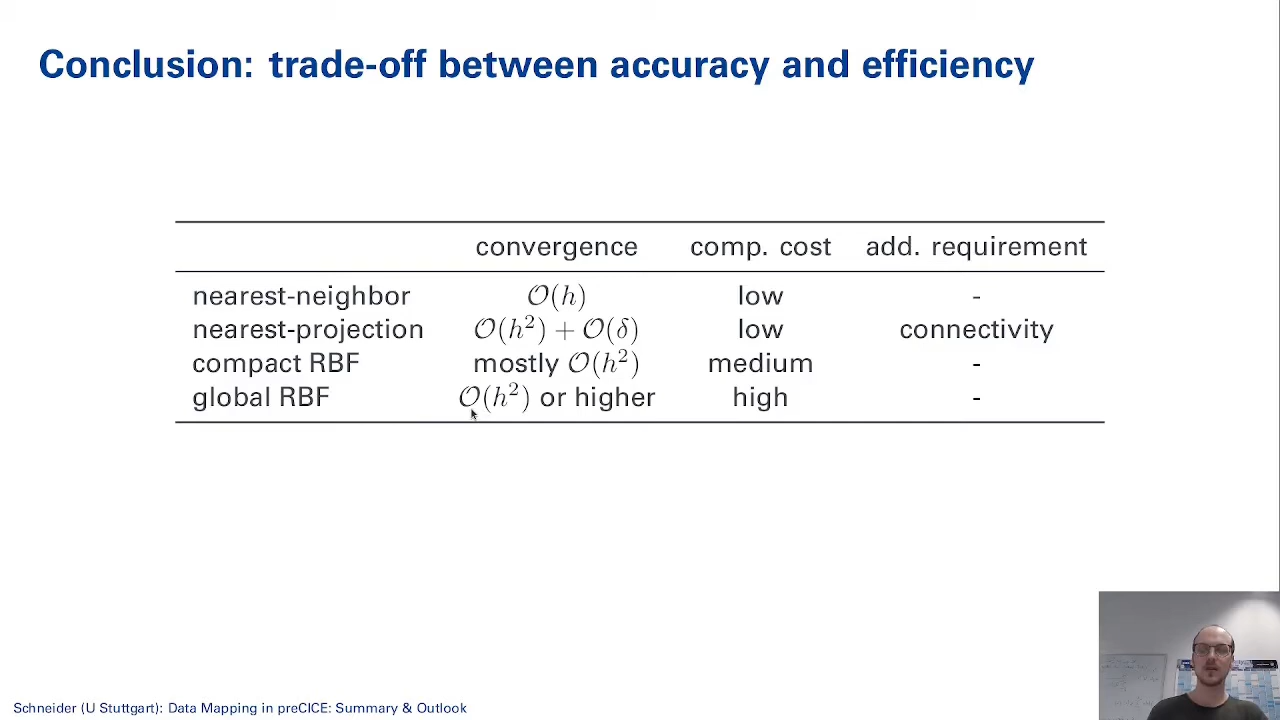 Conclusion: trade-off between accuracy and efficiency
convergence comp. cost add. requirement
nearest-neighbor 𝒪(h) low -
nearest-projection 𝒪(h²) + 𝒪(δ) low connectivity
compact RBF mostly 𝒪(h²) medium -
global RBF 𝒪(h²) or higher high -
Schneider (U Stuttgart): Data Mapping in preCICE: Summary & Outlook